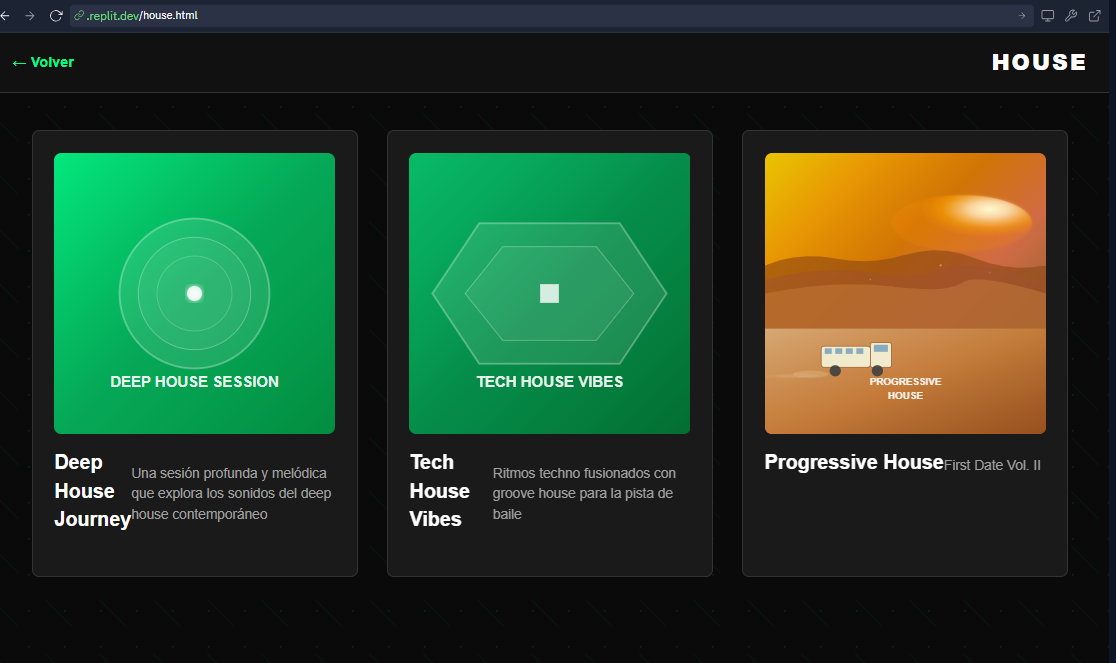 .replit.dev/house.html
← Volver
HOUSE
DEEP HOUSE SESSION
Deep
House
Journey
Una sesión profunda y melódica
que explora los sonidos del deep
house contemporáneo
TECH HOUSE VIBES
Tech
House
Vibes
Ritmos techno fusionados con
groove house para la pista de
baile
PROGRESSIVE
HOUSE
Progressive House
First Date Vol. II